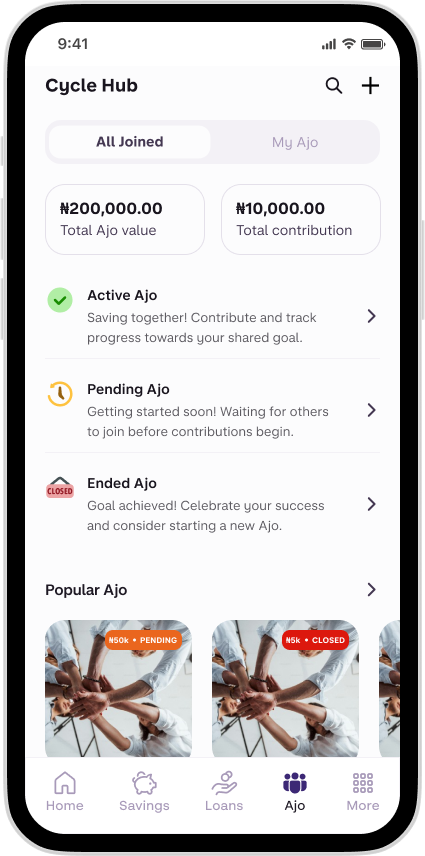 9:41
Cycle Hub
All Joined
My Ajo
₦200,000.00
Total Ajo value
₦10,000.00
Total contribution
Active Ajo
Saving together! Contribute and track
progress towards your shared goal.
Pending Ajo
Getting started soon! Waiting for others
to join before contributions begin.
CLOSED
Ended Ajo
Goal achieved! Celebrate your success
and consider starting a new Ajo.
Popular Ajo
₦50k • PENDING
₦5k • CLOSED
Home
Savings
Loans
Ajo
More